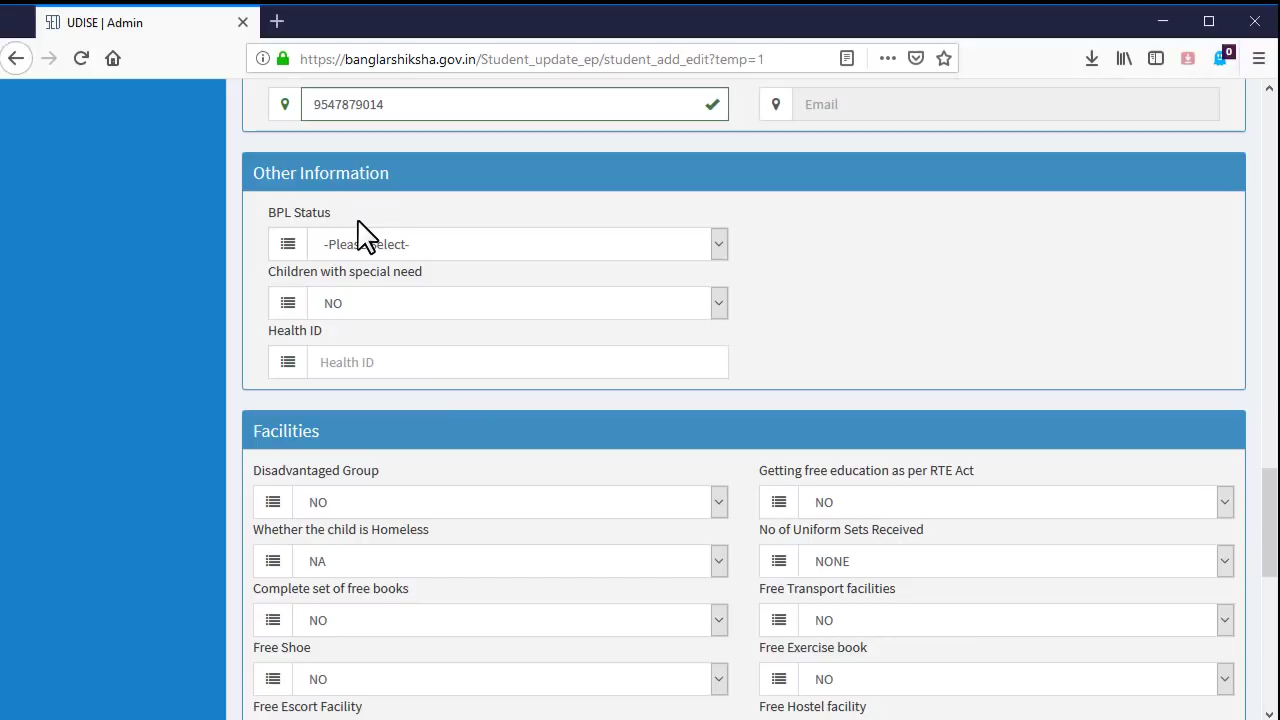 UDISE | Admin
https://banglarshiksha.gov.in/Student_update_ep/student_add_edit?temp=1
0
9547879014
Email
Other Information
BPL Status
-Please Select-
Children with special need
NO
Health ID
Health ID
Facilities
Disadvantaged Group
Getting free education as per RTE Act
NO
NO
Whether the child is Homeless
No of Uniform Sets Received
NA
NONE
Complete set of free books
Free Transport facilities
NO
NO
Free Shoe
Free Exercise book
NO
NO
Free Escort Facility
Free Hostel facility